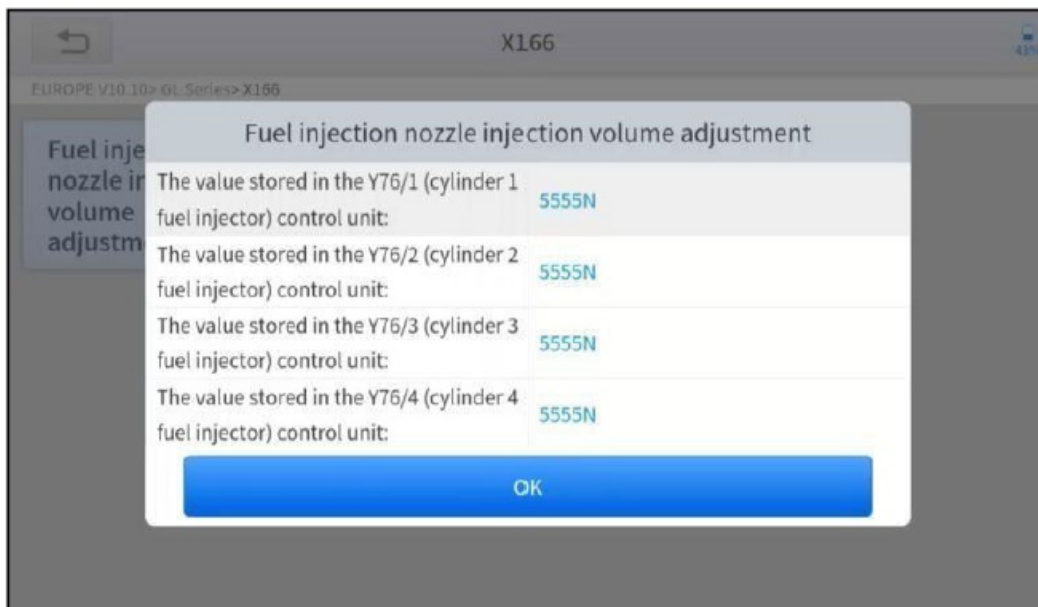 X166
43%
EUROPE V10.10> GL Series> X166
Fuel inje
nozzle in
volume
adjustm
Fuel injection nozzle injection volume adjustment
The value stored in the Y76/1 (cylinder 1
fuel injector) control unit:
5555N
The value stored in the Y76/2 (cylinder 2
fuel injector) control unit:
5555N
The value stored in the Y76/3 (cylinder 3
fuel injector) control unit:
5555N
The value stored in the Y76/4 (cylinder 4
fuel injector) control unit:
5555N
OK